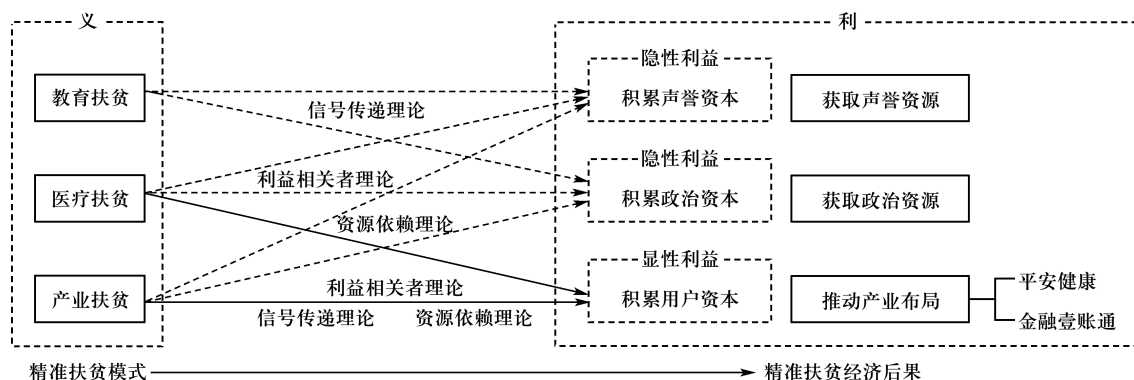 义
利
教育扶贫
医疗扶贫
产业扶贫
信号传递理论
利益相关者理论
资源依赖理论
利益相关者理论
信号传递理论 资源依赖理论
隐性利益
积累声誉资本
获取声誉资源
隐性利益
积累政治资本
获取政治资源
显性利益
积累用户资本
推动产业布局
平安健康
金融壹账通
精准扶贫模式
精准扶贫经济后果